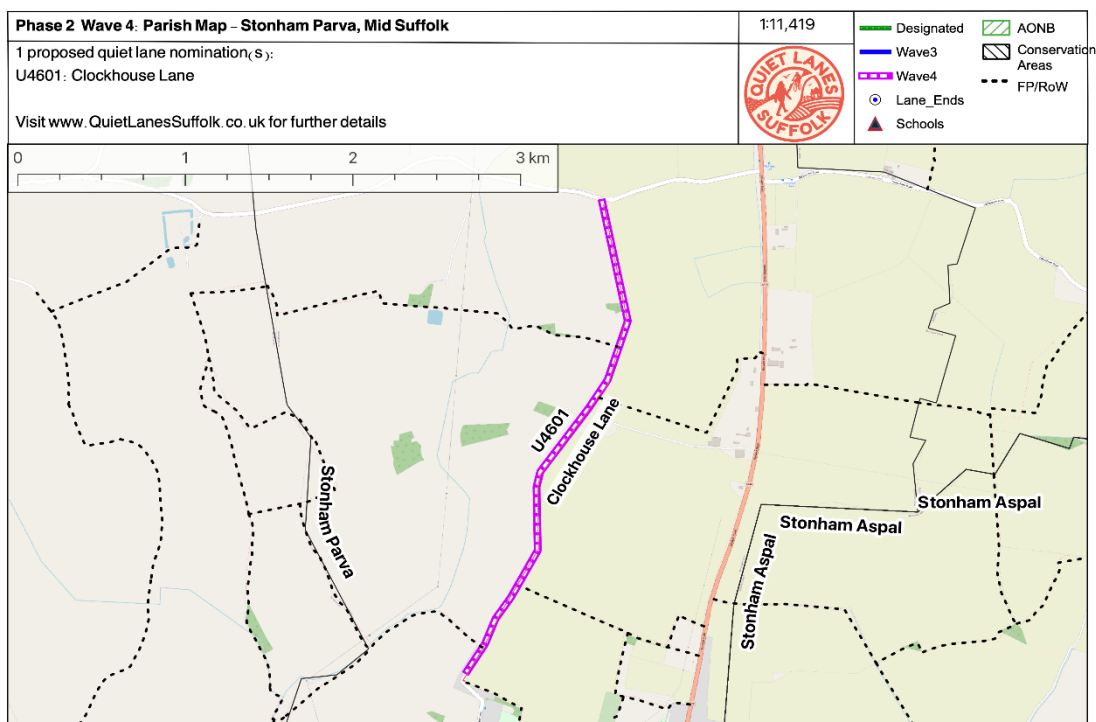 Phase 2 Wave 4: Parish Map – Stonham Parva, Mid Suffolk
1 proposed quiet lane nomination(s):
U4601: Clockhouse Lane
Visit www.QuietLanesSuffolk.co.uk for further details
1:11,419
QUIET LANES
SUFFOLK
Designated
Wave3
Wave4
Lane_Ends
Schools
AONB
Conservation
Areas
FP/RoW
0 1 2 3 km
U4601
Clockhouse Lane
Stonham Parva
Stonham Aspal
Stonham Aspal
Stonham Aspal